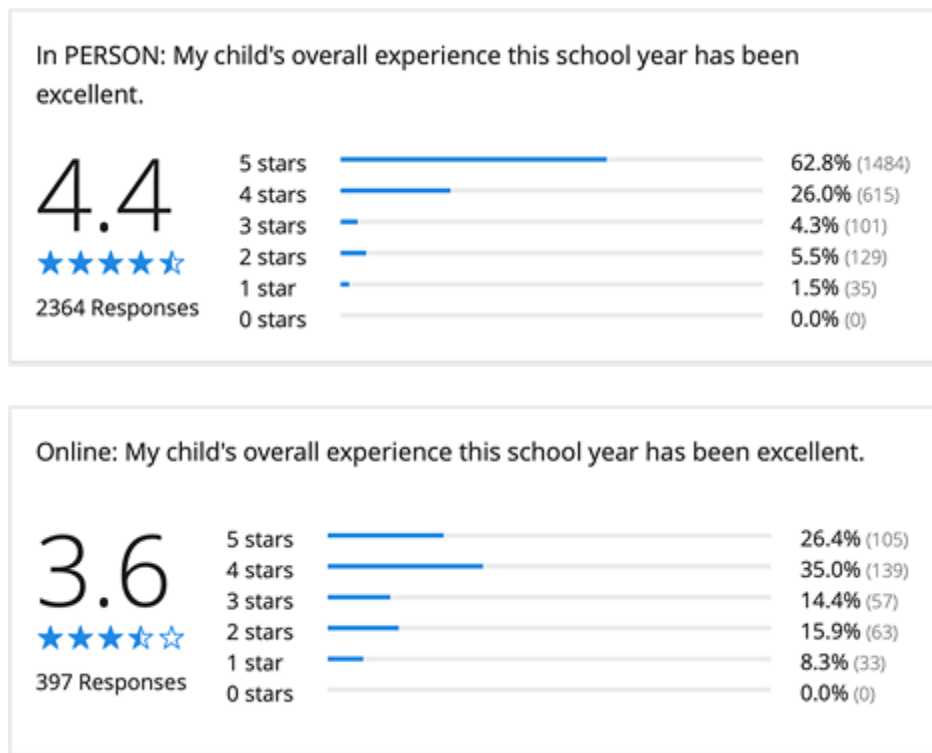 In PERSON: My child's overall experience this school year has been
excellent.
4.4
2364 Responses
5 stars 62.8% (1484)
4 stars 26.0% (615)
3 stars 4.3% (101)
2 stars 5.5% (129)
1 star 1.5% (35)
0 stars 0.0% (0)
Online: My child's overall experience this school year has been excellent.
3.6
397 Responses
5 stars 26.4% (105)
4 stars 35.0% (139)
3 stars 14.4% (57)
2 stars 15.9% (63)
1 star 8.3% (33)
0 stars 0.0% (0)